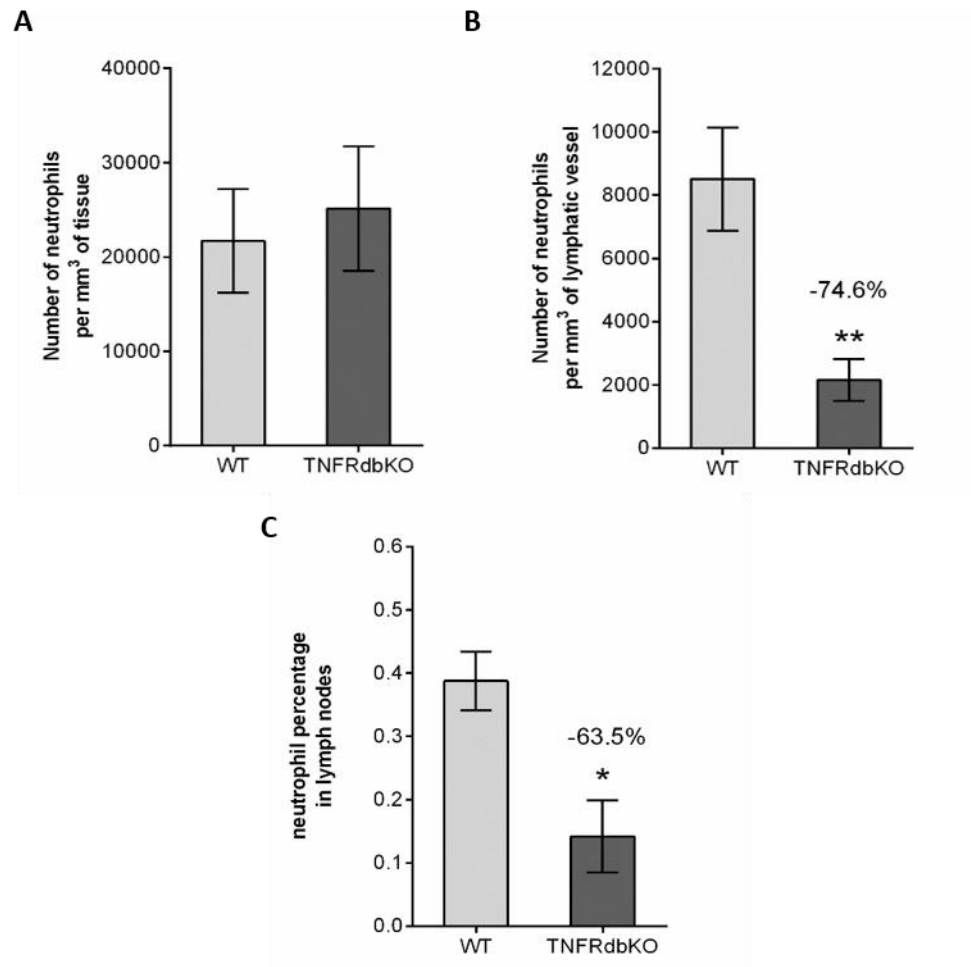 A
Number of neutrophils
per mm³ of tissue
40000
30000
20000
10000
0
WT
TNFRdbKO
B
Number of neutrophils
per mm³ of lymphatic vessel
12000
10000
8000
6000
4000
2000
0
-74.6%
**
WT
TNFRdbKO
C
neutrophil percentage
in lymph nodes
0.6
0.5
0.4
0.3
0.2
0.1
0.0
-63.5%
*
WT
TNFRdbKO